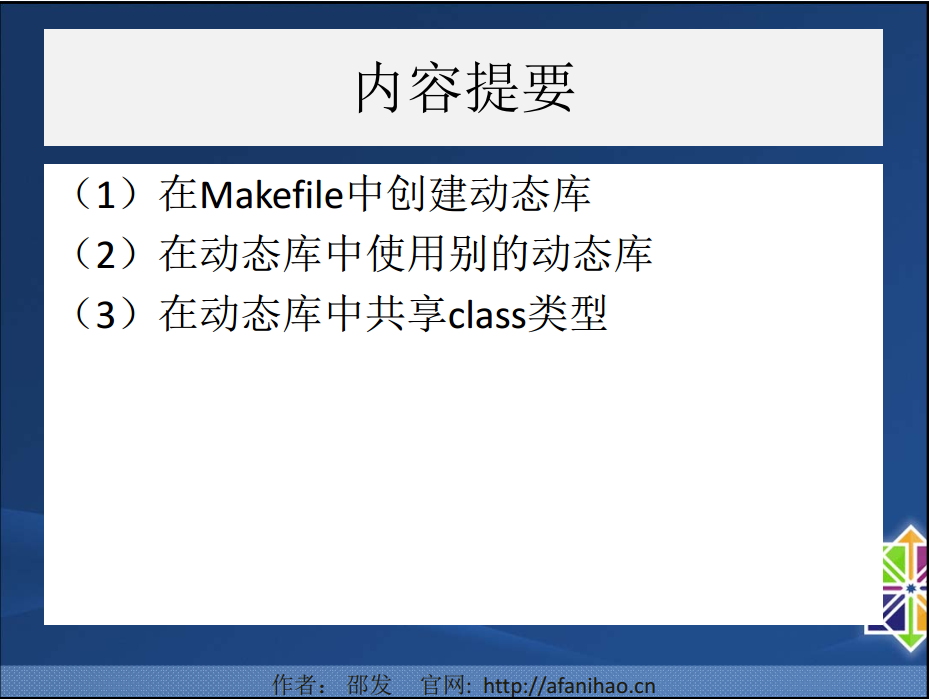 内容提要
（1）在Makefile中创建动态库
（2）在动态库中使用别的动态库
（3）在动态库中共享class类型
作者： 邵发 官网: http://afanihao.cn